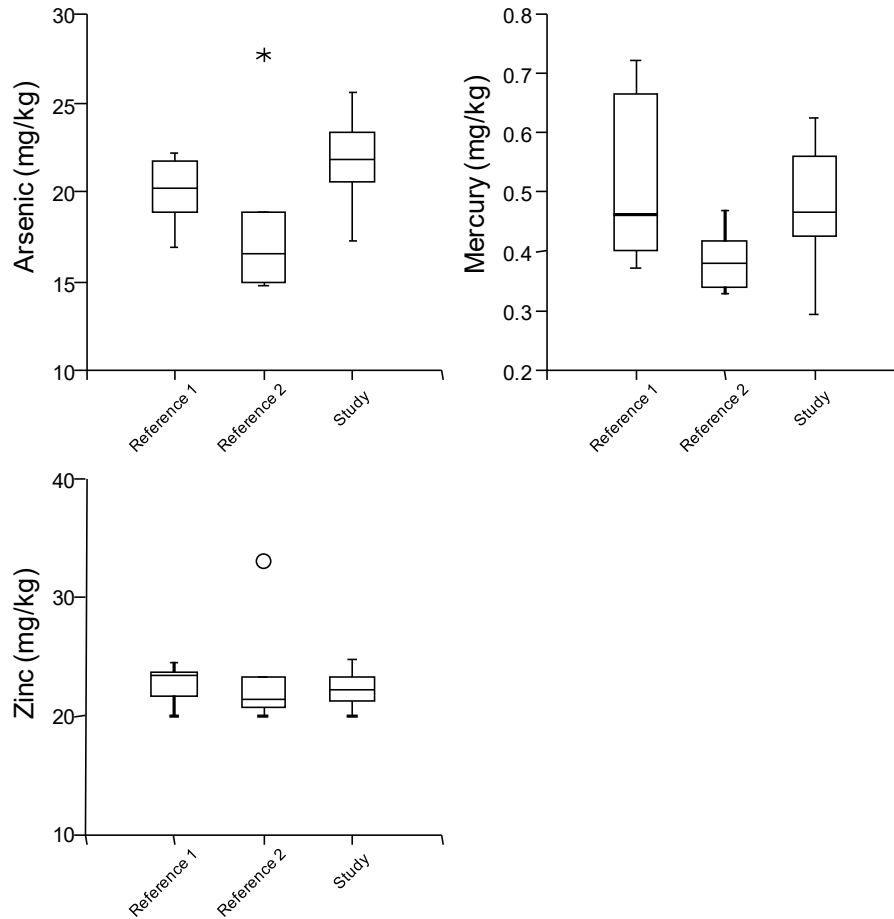 Arsenic (mg/kg)
30
25
20
15
10
Reference 1
Reference 2
Study
Mercury (mg/kg)
0.8
0.7
0.6
0.5
0.4
0.3
0.2
Reference 1
Reference 2
Study
Zinc (mg/kg)
40
30
20
10
Reference 1
Reference 2
Study